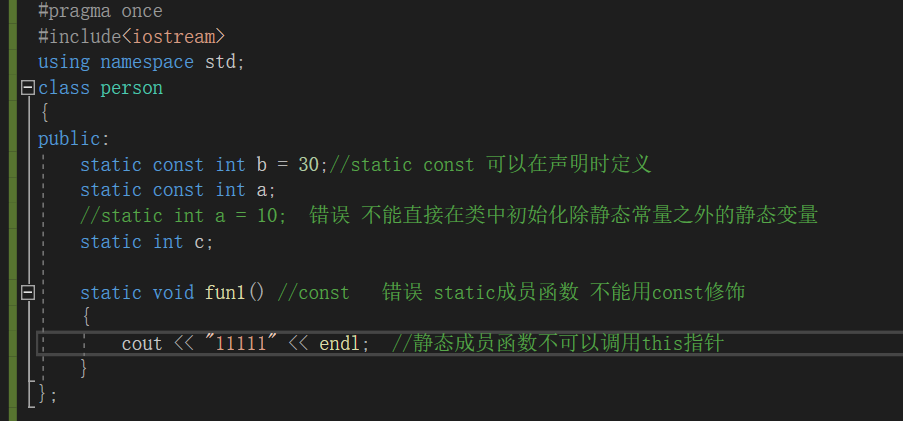 #pragma once
#include<iostream>
using namespace std;
class person
{
public:
static const int b = 30;//static const 可以在声明时定义
static const int a;
//static int a = 10; 错误 不能直接在类中初始化除静态常量之外的静态变量
static int c;
static void fun1() //const 错误 static成员函数 不能用const修饰
{
cout << "11111" << endl; //静态成员函数不可以调用this指针
}
};